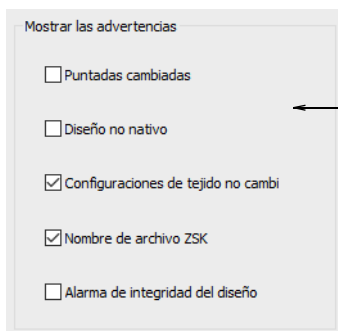 Mostrar las advertencias
Puntadas cambiadas
Diseño no nativo
Configuraciones de tejido no cambi
Nombre de archivo ZSK
Alarma de integridad del diseño